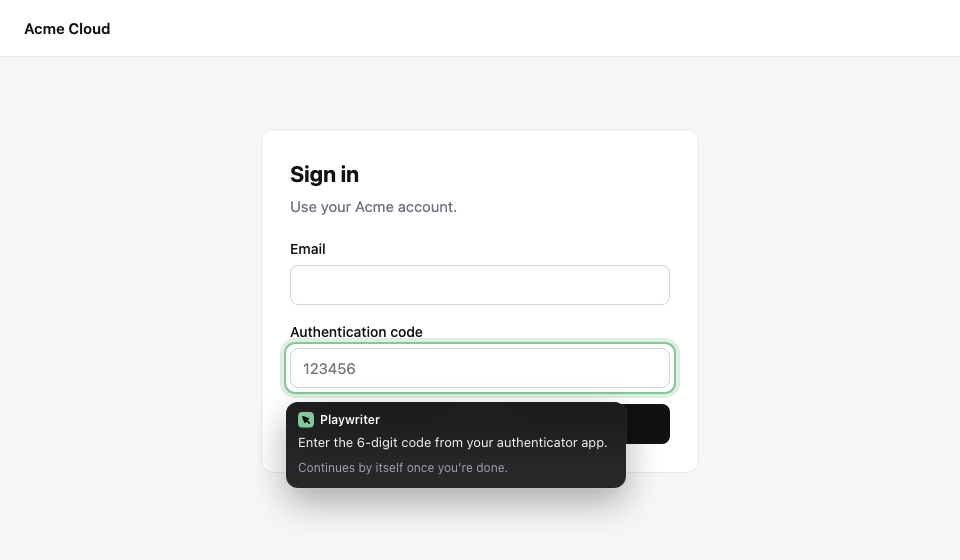 Acme Cloud
Sign in
Use your Acme account.
Email
Authentication code
123456
Playwriter
Enter the 6-digit code from your authenticator app.
Continues by itself once you're done.